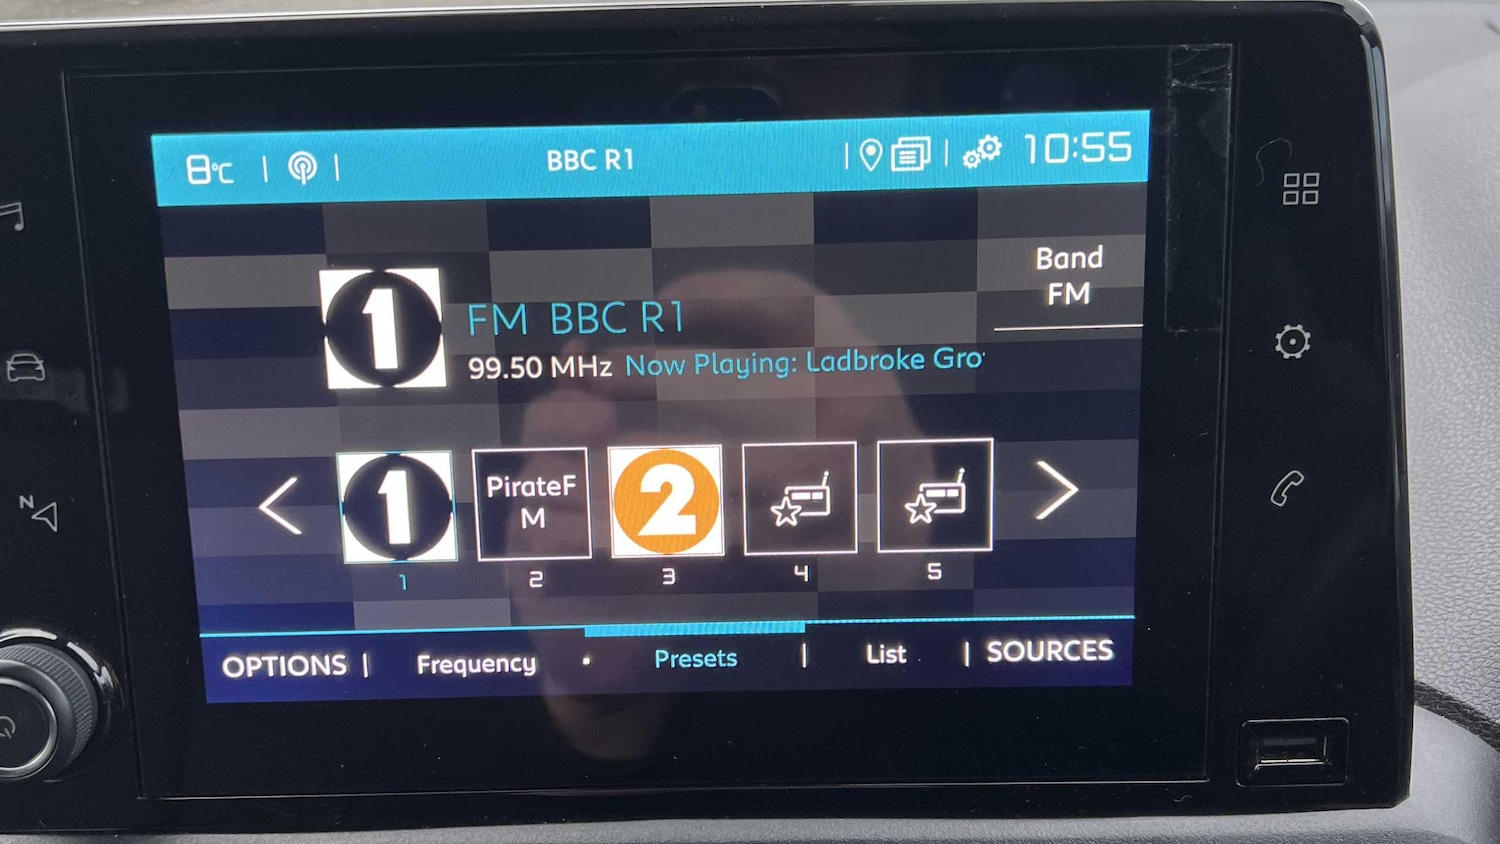 8°C
BBC R1
10:55
Band
FM
1
FM BBC R1
99.50 MHz Now Playing: Ladbroke Gro
1
PirateF
M
2
1
2
3
4
5
OPTIONS
Frequency
Presets
List
SOURCES
N